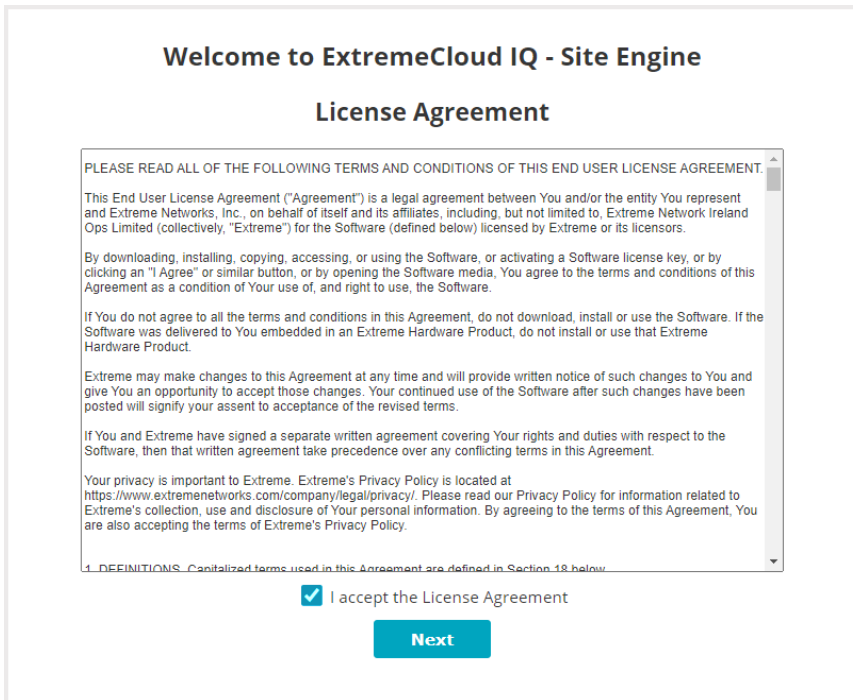 Welcome to ExtremeCloud IQ - Site Engine
License Agreement
PLEASE READ ALL OF THE FOLLOWING TERMS AND CONDITIONS OF THIS END USER LICENSE AGREEMENT.
This End User License Agreement ("Agreement") is a legal agreement between You and/or the entity You represent
and Extreme Networks, Inc., on behalf of itself and its affiliates, including, but not limited to, Extreme Network Ireland
Ops Limited (collectively, "Extreme") for the Software (defined below) licensed by Extreme or its licensors.
By downloading, installing, copying, accessing, or using the Software, or activating a Software license key, or by
clicking an "I Agree" or similar button, or by opening the Software media, You agree to the terms and conditions of this
Agreement as a condition of Your use of, and right to use, the Software.
If You do not agree to all the terms and conditions in this Agreement, do not download, install or use the Software. If the
Software was delivered to You embedded in an Extreme Hardware Product, do not install or use that Extreme
Hardware Product.
Extreme may make changes to this Agreement at any time and will provide written notice of such changes to You and
give You an opportunity to accept those changes. Your continued use of the Software after such changes have been
posted will signify your assent to acceptance of the revised terms.
If You and Extreme have signed a separate written agreement covering Your rights and duties with respect to the
Software, then that written agreement take precedence over any conflicting terms in this Agreement.
Your privacy is important to Extreme. Extreme's Privacy Policy is located at
https://www.extremenetworks.com/company/legal/privacy/. Please read our Privacy Policy for information related to
Extreme's collection, use and disclosure of Your personal information. By agreeing to the terms of this Agreement, You
are also accepting the terms of Extreme's Privacy Policy.
1. DEFINITIONS. Capitalized terms used in this Agreement are defined in Section 18 below.
I accept the License Agreement
Next